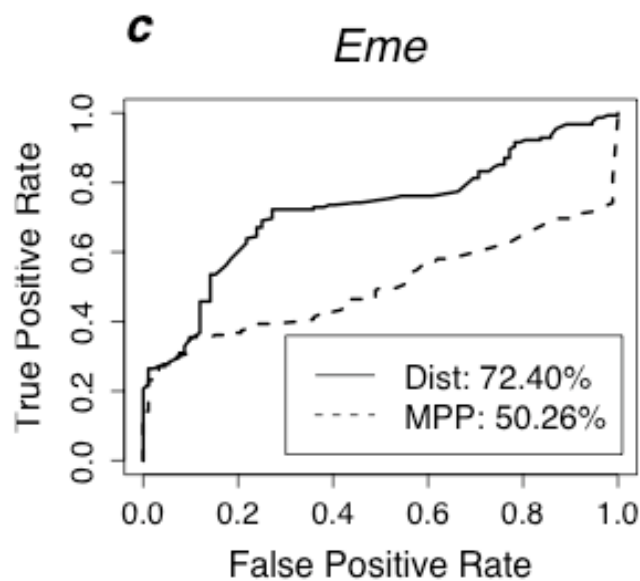 c
Eme
True Positive Rate
1.0
0.8
0.6
0.4
0.2
0.0
Dist: 72.40%
MPP: 50.26%
0.0 0.2 0.4 0.6 0.8 1.0
False Positive Rate